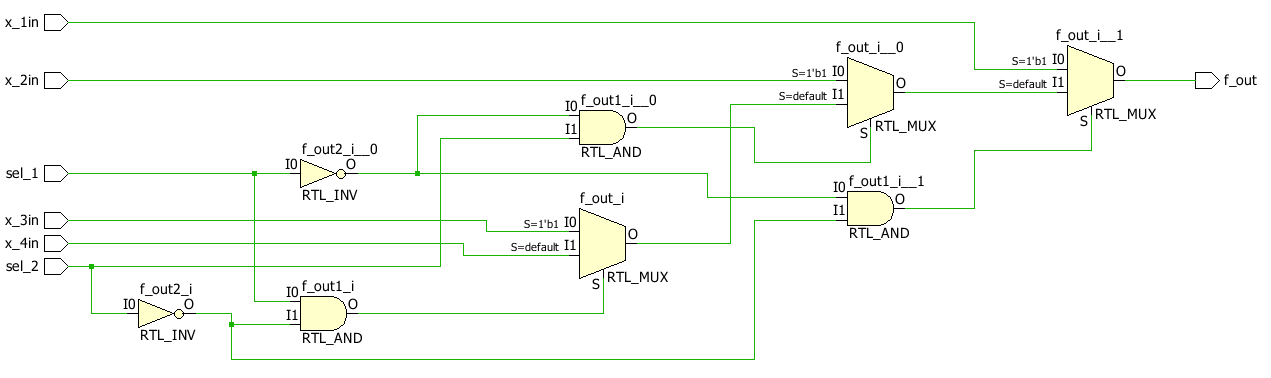 x_1in
x_2in
sel_1
x_3in
x_4in
sel_2
f_out2_i
I0
O
RTL_INV
f_out2_i__0
I0
O
RTL_INV
f_out1_i
I0
I1
O
RTL_AND
f_out1_i__0
I0
I1
O
RTL_AND
f_out_i
S=1'b1 I0
S=default I1
O
S
RTL_MUX
f_out_i__0
S=1'b1 I0
S=default I1
O
S
RTL_MUX
f_out1_i__1
I0
I1
O
RTL_AND
f_out_i__1
S=1'b1 I0
S=default I1
O
S
RTL_MUX
f_out